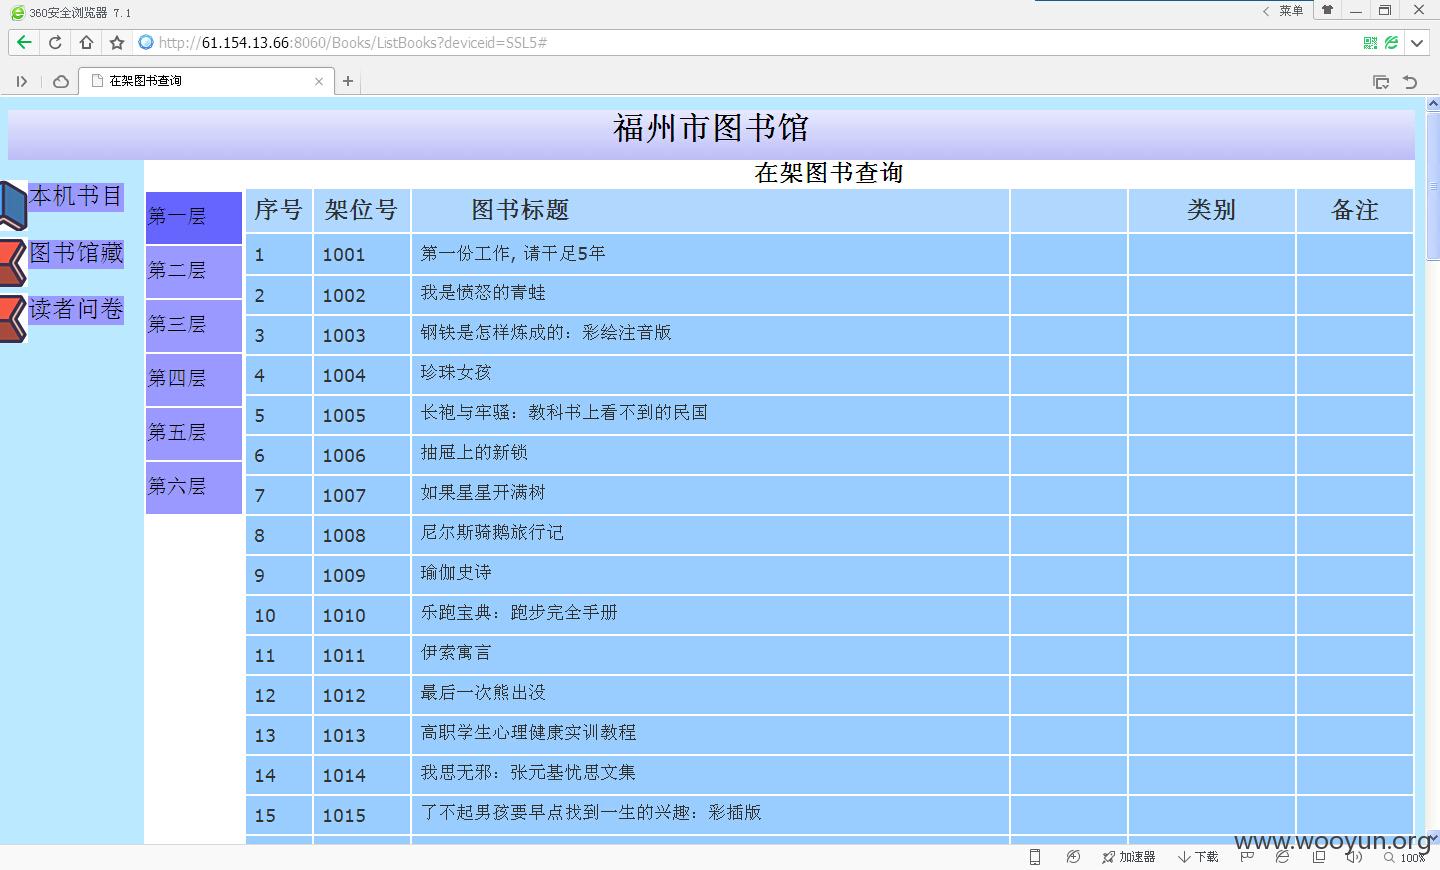 360安全浏览器 7.1
菜单
http://61.154.13.66:8060/Books/ListBooks?deviceid=SSL5#
在架图书查询
福州市图书馆
在架图书查询
本机书目
图书馆藏
读者问卷
第一层
第二层
第三层
第四层
第五层
第六层
序号 架位号 图书标题 类别 备注
1 1001 第一份工作, 请干足5年
2 1002 我是愤怒的青蛙
3 1003 钢铁是怎样炼成的：彩绘注音版
4 1004 珍珠女孩
5 1005 长袍与牢骚：教科书上看不到的民国
6 1006 抽屉上的新锁
7 1007 如果星星开满树
8 1008 尼尔斯骑鹅旅行记
9 1009 瑜伽史诗
10 1010 乐跑宝典：跑步完全手册
11 1011 伊索寓言
12 1012 最后一次熊出没
13 1013 高职学生心理健康实训教程
14 1014 我思无邪：张元基忧思文集
15 1015 了不起男孩要早点找到一生的兴趣：彩插版
www.wooyun.org
加速器 下载 100%